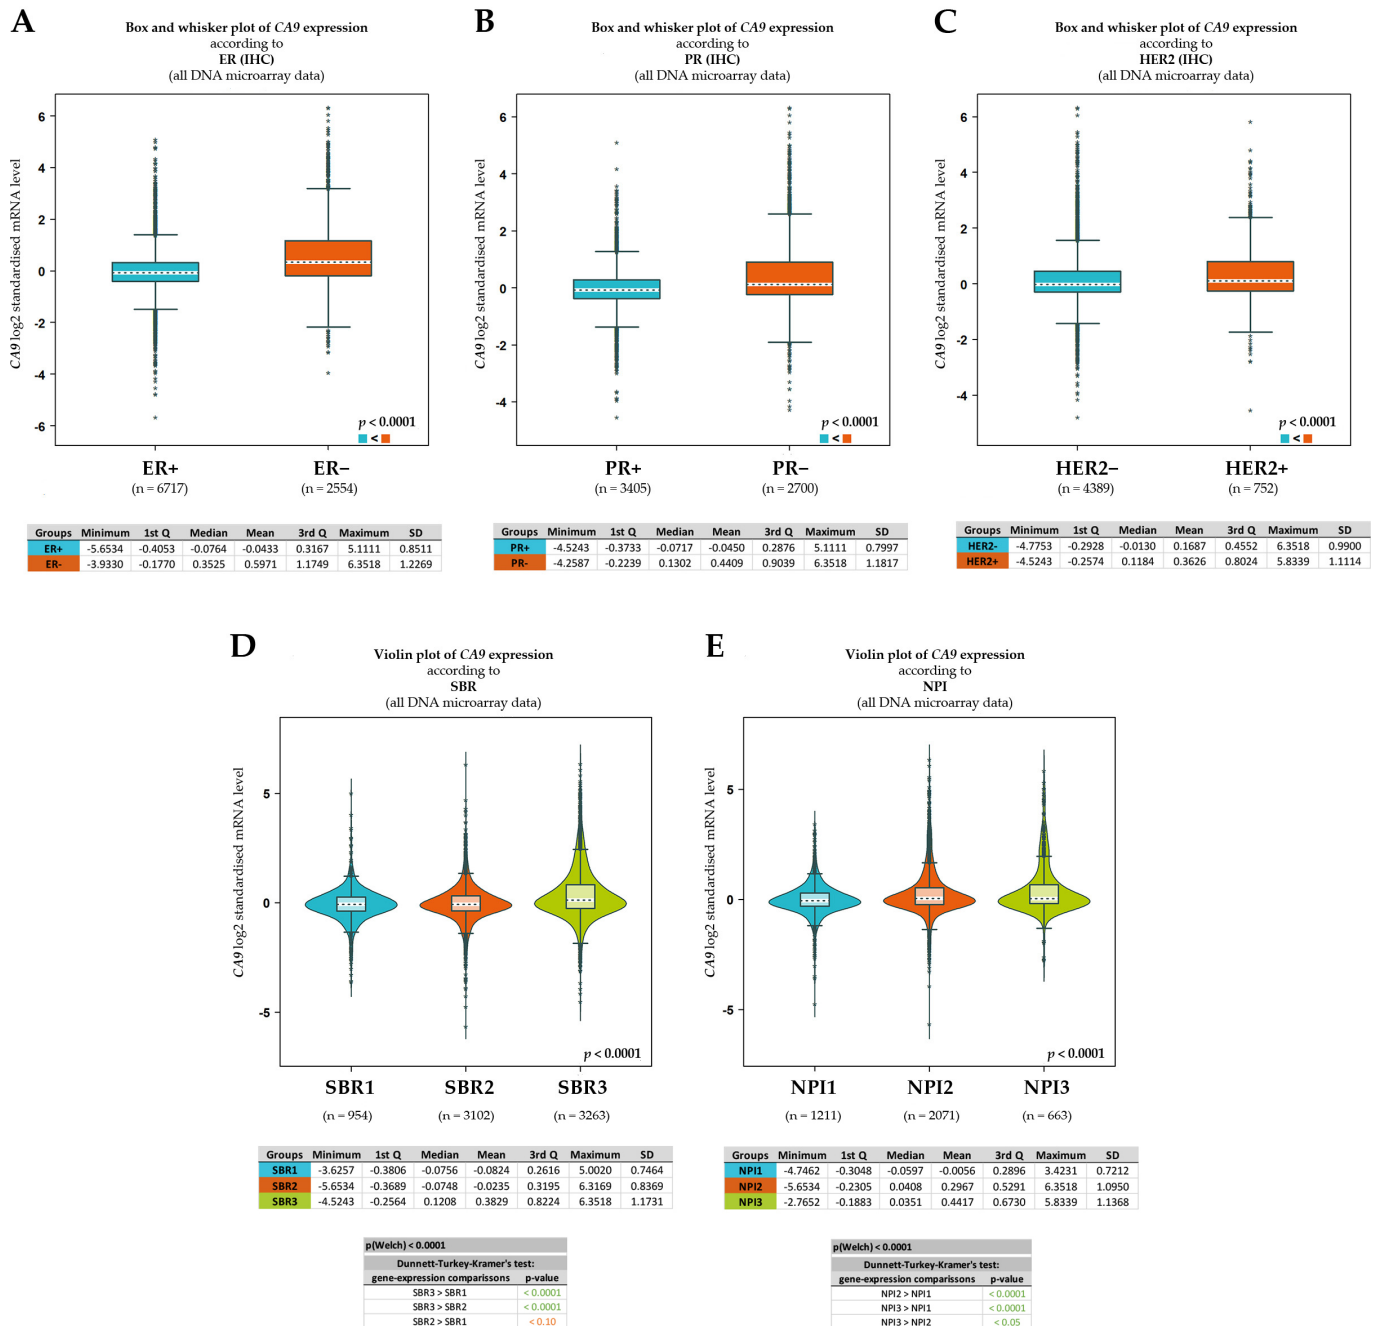 A
Box and whisker plot of CA9 expression
according to
ER (IHC)
(all DNA microarray data)
CA9 log2 standardised mRNA level
6
4
2
0
-2
-4
-6
p < 0.0001
<
ER+
(n = 6717)
ER−
(n = 2554)
Groups Minimum 1st Q Median Mean 3rd Q Maximum SD
ER+ -5.6534 -0.4053 -0.0764 -0.0433 0.3167 5.1111 0.8511
ER- -3.9330 -0.1770 0.3525 0.5971 1.1749 6.3518 1.2269
B
Box and whisker plot of CA9 expression
according to
PR (IHC)
(all DNA microarray data)
CA9 log2 standardised mRNA level
6
4
2
0
-2
-4
p < 0.0001
<
PR+
(n = 3405)
PR−
(n = 2700)
Groups Minimum 1st Q Median Mean 3rd Q Maximum SD
PR+ -4.5243 -0.3733 -0.0717 -0.0450 0.2876 5.1111 0.7997
PR- -4.2587 -0.2239 0.1302 0.4409 0.9039 6.3518 1.1817
C
Box and whisker plot of CA9 expression
according to
HER2 (IHC)
(all DNA microarray data)
CA9 log2 standardised mRNA level
6
4
2
0
-2
-4
p < 0.0001
<
HER2−
(n = 4389)
HER2+
(n = 752)
Groups Minimum 1st Q Median Mean 3rd Q Maximum SD
HER2- -4.7753 -0.2928 -0.0130 0.1687 0.4552 6.3518 0.9900
HER2+ -4.5243 -0.2574 0.1184 0.3626 0.8024 5.8339 1.1114
D
Violin plot of CA9 expression
according to
SBR
(all DNA microarray data)
CA9 log2 standardised mRNA level
5
0
-5
p < 0.0001
SBR1
(n = 954)
SBR2
(n = 3102)
SBR3
(n = 3263)
Groups Minimum 1st Q Median Mean 3rd Q Maximum SD
SBR1 -3.6257 -0.3806 -0.0756 -0.0824 0.2616 5.0020 0.7464
SBR2 -5.6534 -0.3689 -0.0748 -0.0235 0.3195 6.3169 0.8369
SBR3 -4.5243 -0.2564 0.1208 0.3829 0.8224 6.3518 1.1731
p(Welch) < 0.0001
Dunnett-Turkey-Kramer's test:
gene-expression comparissons p-value
SBR3 > SBR1 < 0.0001
SBR3 > SBR2 < 0.0001
SBR2 > SBR1 < 0.10
E
Violin plot of CA9 expression
according to
NPI
(all DNA microarray data)
CA9 log2 standardised mRNA level
5
0
-5
p < 0.0001
NPI1
(n = 1211)
NPI2
(n = 2071)
NPI3
(n = 663)
Groups Minimum 1st Q Median Mean 3rd Q Maximum SD
NPI1 -4.7462 -0.3048 -0.0597 -0.0056 0.2896 3.4231 0.7212
NPI2 -5.6534 -0.2305 0.0408 0.2967 0.5291 6.3518 1.0950
NPI3 -2.7652 -0.1883 0.0351 0.4417 0.6730 5.8339 1.1368
p(Welch) < 0.0001
Dunnett-Turkey-Kramer's test:
gene-expression comparissons p-value
NPI2 > NPI1 < 0.0001
NPI3 > NPI1 < 0.0001
NPI3 > NPI2 < 0.05